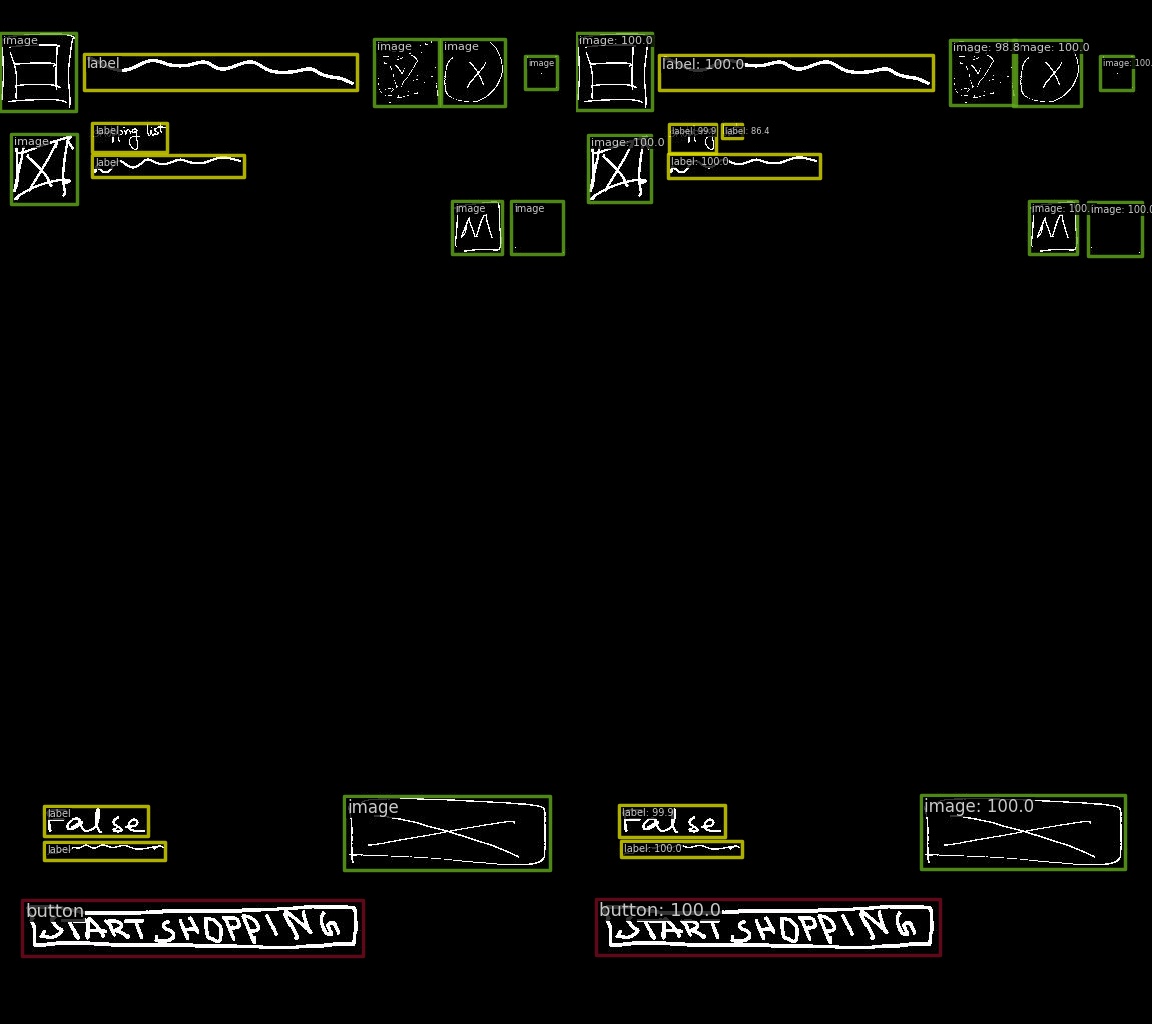 image
label
image
image
image
image: 100.0
label: 100.0
image: 98.8
image: 100.0
image: 100.
image
label
list
label
image: 100.0
label: 99.9
label: 86.4
label: 100.0
image
M
image
image: 100.
M
image: 100.0
label
False
label
image
label: 99.9
False
label: 100.0
image: 100.0
button
START SHOPPING
button: 100.0
START SHOPPING